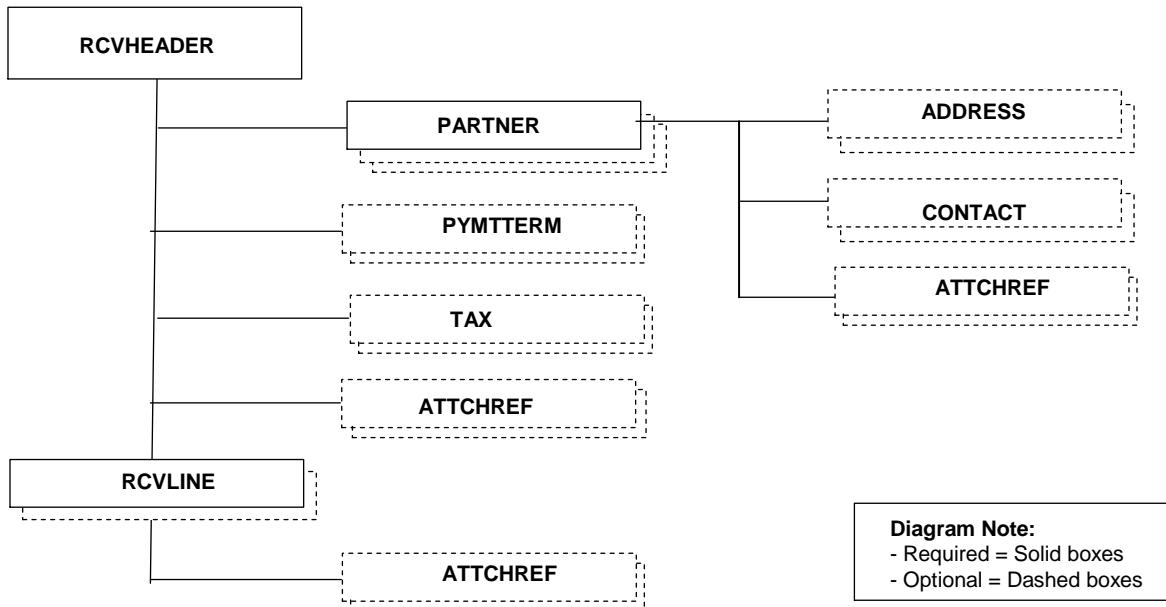 RCVHEADER
PARTNER
ADDRESS
CONTACT
ATTCHREF
PYMTTERM
TAX
ATTCHREF
RCVLINE
ATTCHREF
Diagram Note:
- Required = Solid boxes
- Optional = Dashed boxes